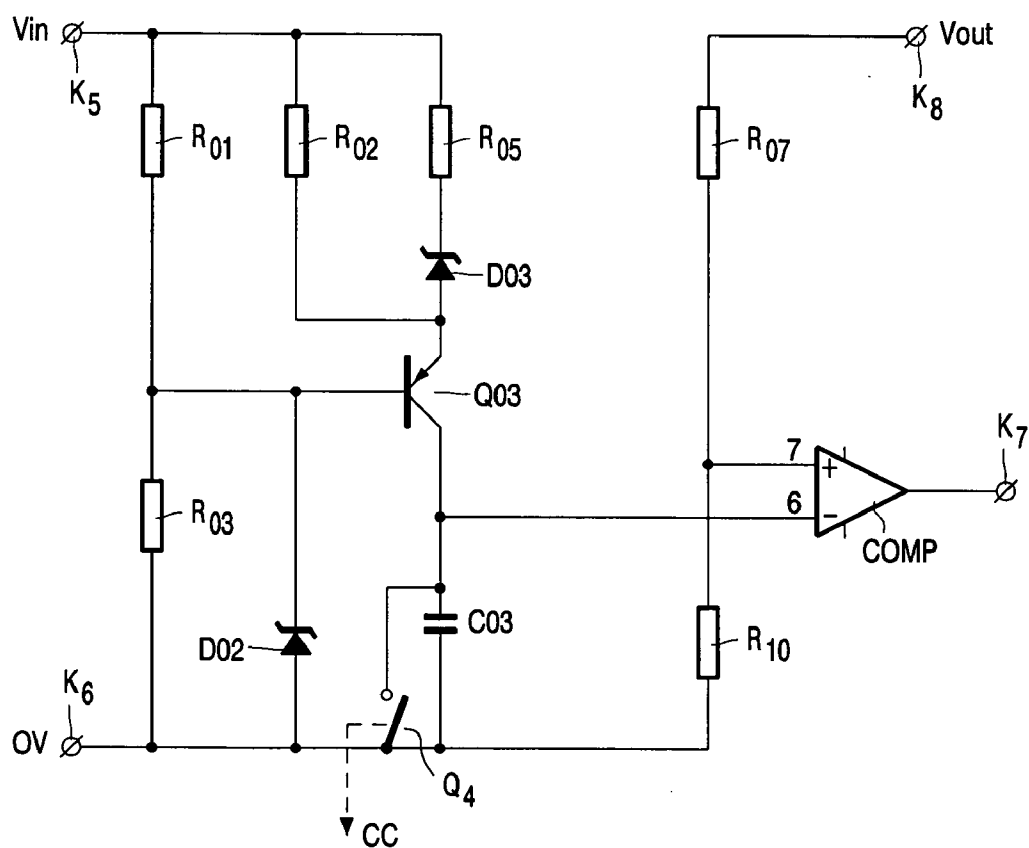 Vin
K5
R01
R02
R05
D03
Q03
R03
D02
C03
K6
OV
Q4
CC
Vout
K8
R07
7
+
6
-
COMP
K7
R10